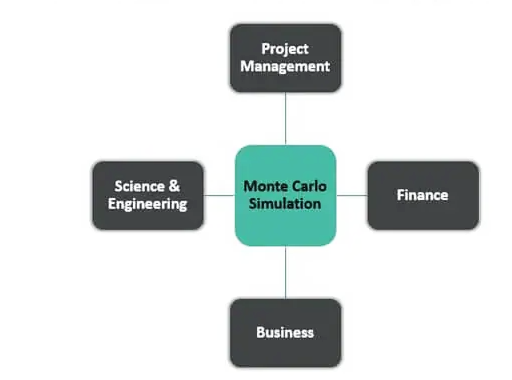 Project
Management
Science &
Engineering
Monte Carlo
Simulation
Finance
Business